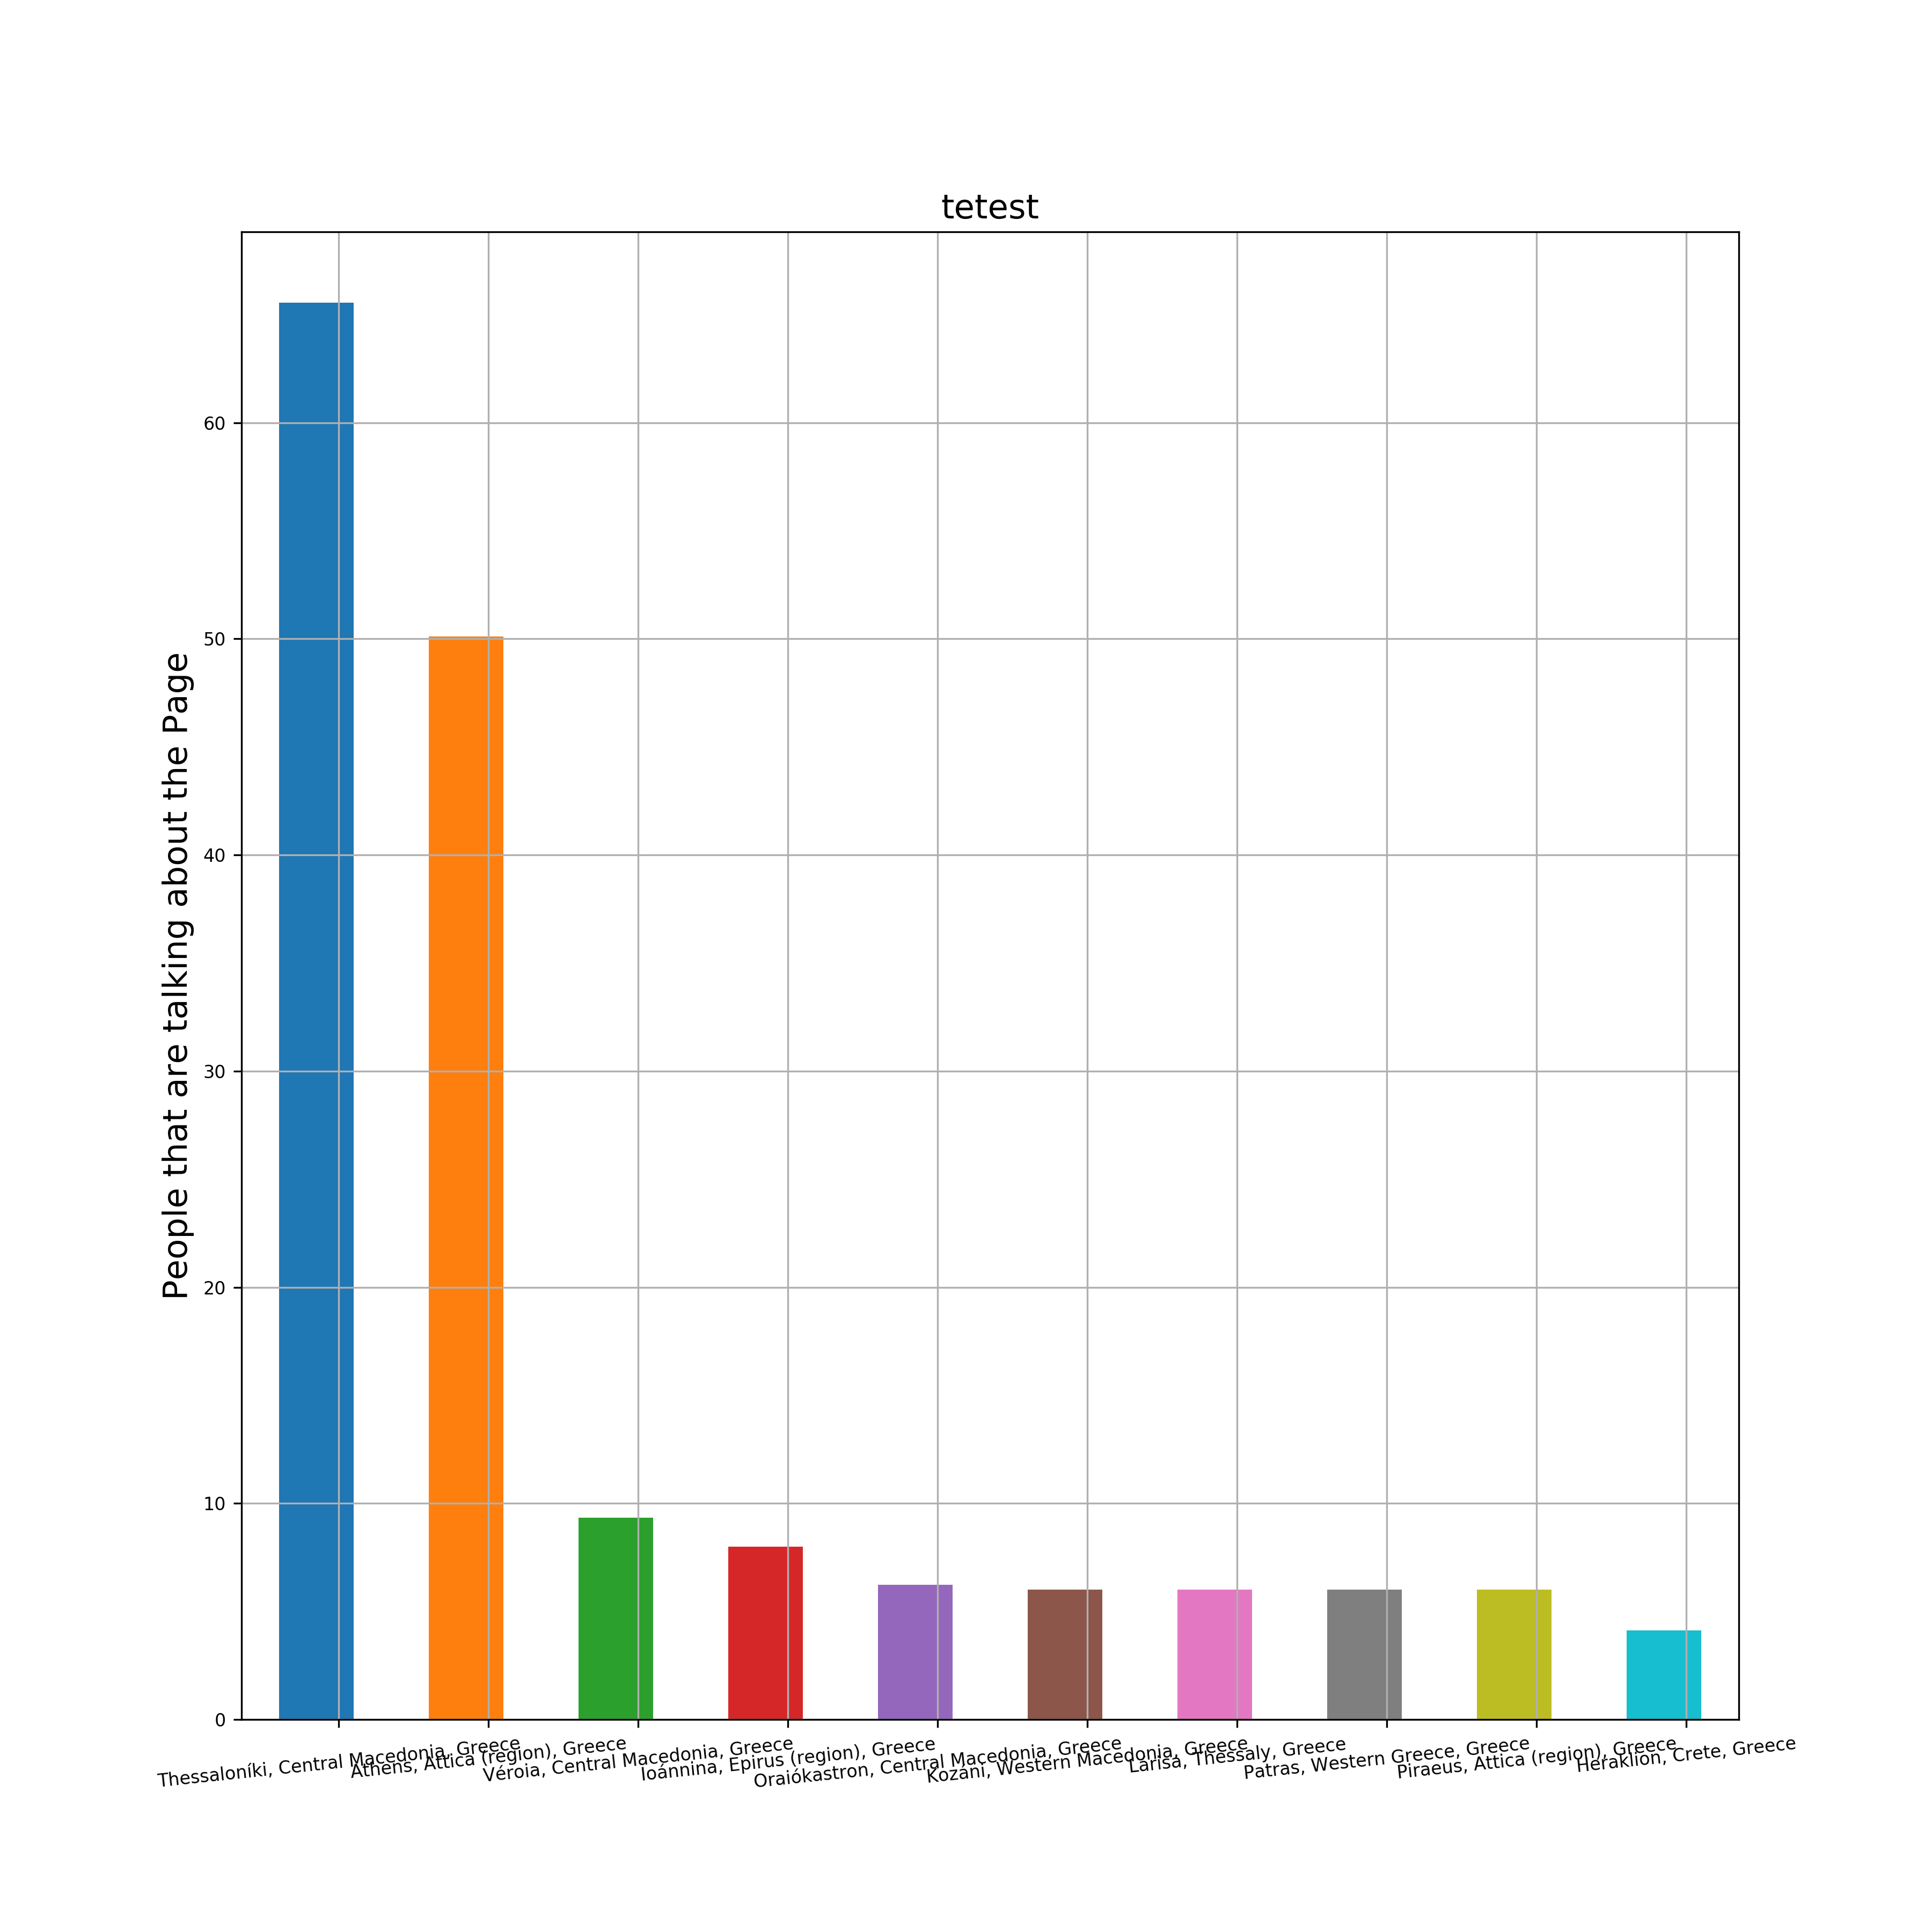 tetest
People that are talking about the Page
60
50
40
30
20
10
0
Thessaloníki, Central Macedonia, Greece
Athens, Attica (region), Greece
Véroia, Central Macedonia, Greece
Ioánnina, Epirus (region), Greece
Oraiókastron, Central Macedonia, Greece
Kozáni, Western Macedonia, Greece
Larisa, Thessaly, Greece
Patras, Western Greece, Greece
Piraeus, Attica (region), Greece
Heraklion, Crete, Greece